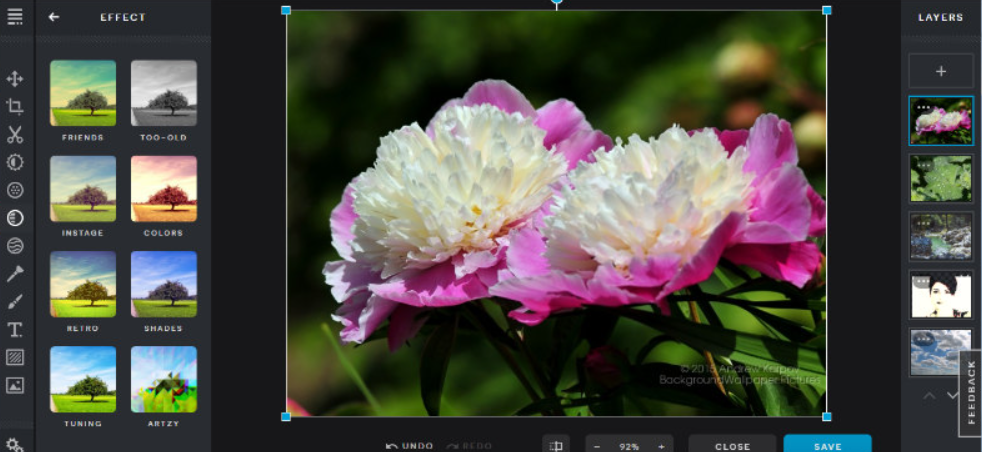 EFFECT
FRIENDS
TOO-OLD
INSTAGE
COLORS
RETRO
SHADES
TUNING
ARTZY
© 2015 Andrew Karpov
BackgroundWallpaper Pictures
UNDO
REDO
− 92% +
CLOSE
SAVE
LAYERS
+
FEEDBACK